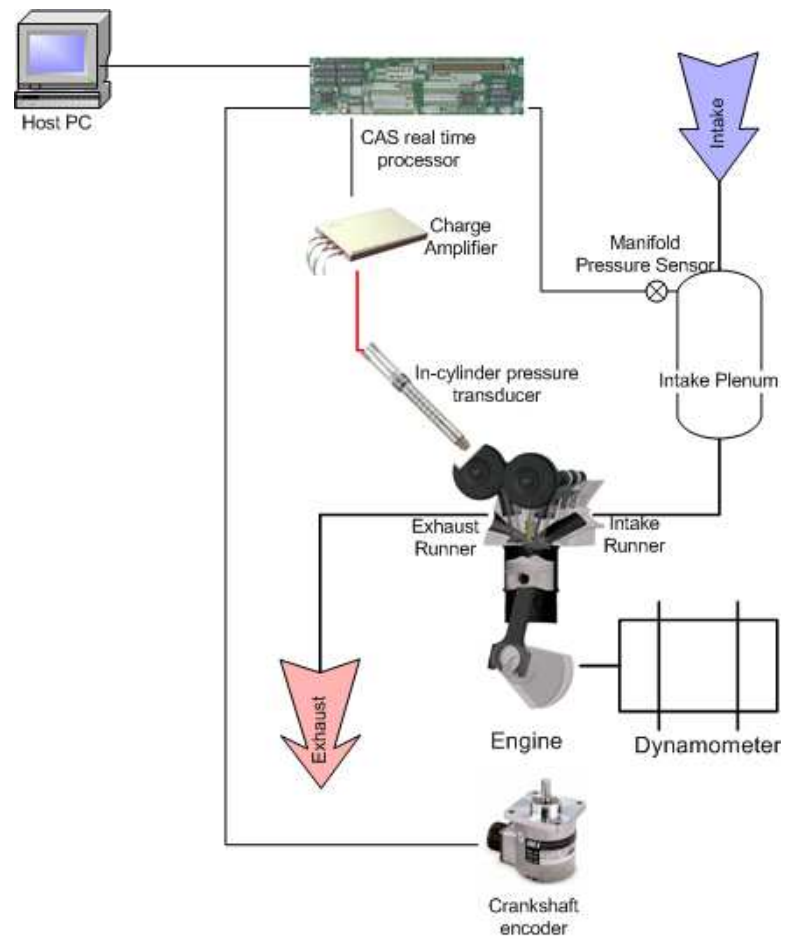 Host PC
CAS real time
processor
Intake
Charge
Amplifier
Manifold
Pressure Sensor
In-cylinder pressure
transducer
Intake Plenum
Exhaust
Runner
Intake
Runner
Exhaust
Engine
Dynamometer
Crankshaft
encoder